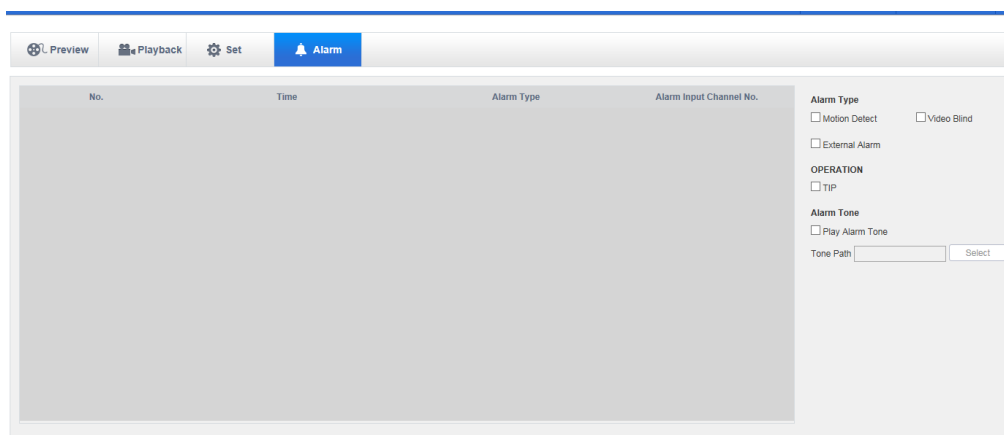 Preview Playback Set Alarm
No. Time Alarm Type Alarm Input Channel No.
Alarm Type
Motion Detect Video Blind
External Alarm
OPERATION
TIP
Alarm Tone
Play Alarm Tone
Tone Path Select